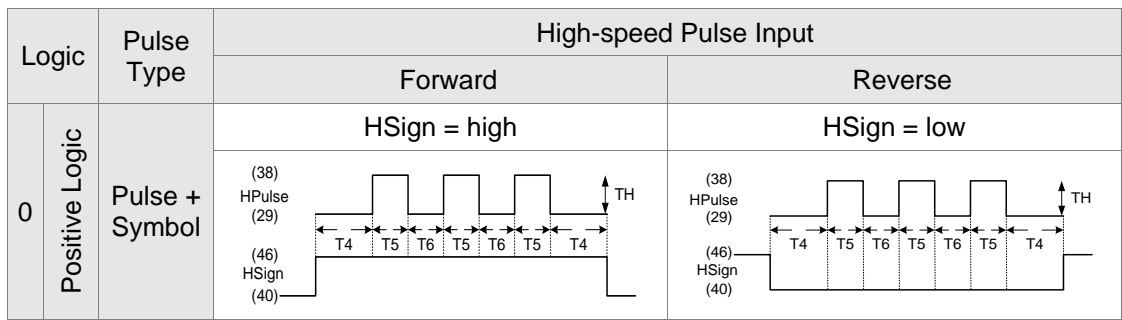 Logic
Pulse
Type
High-speed Pulse Input
Forward
Reverse
0
Positive Logic
Pulse +
Symbol
HSign = high
(38)
HPulse
(29)
TH
T4 T5 T6 T5 T6 T5 T4
(46)
HSign
(40)
HSign = low
(38)
HPulse
(29)
TH
T4 T5 T6 T5 T6 T5 T4
(46)
HSign
(40)